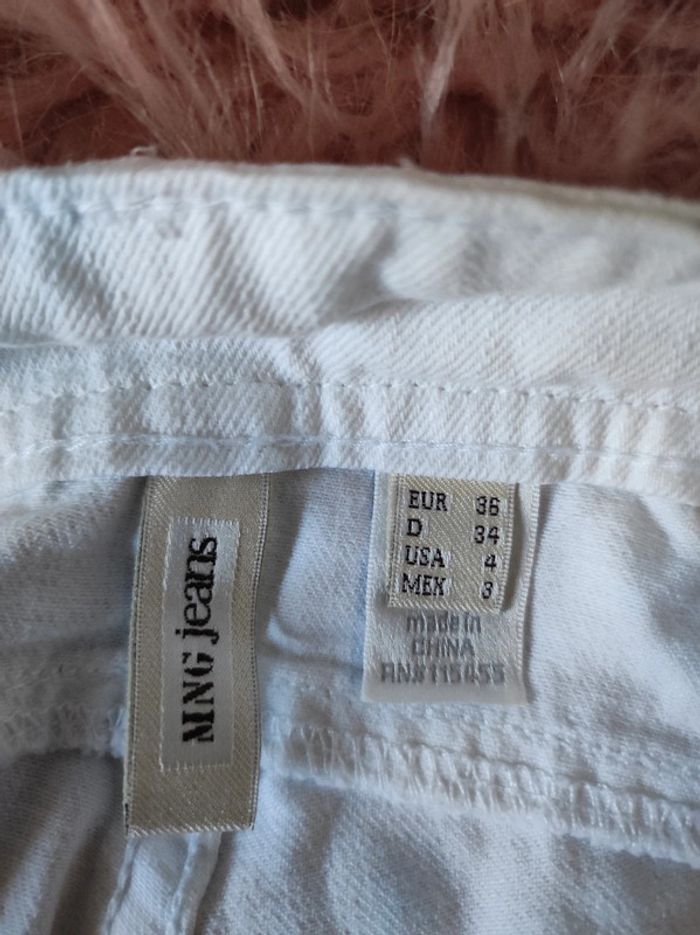 MNG jeans
EUR 36
D 34
USA 4
MEX 3
made in
CHINA
RN#115455